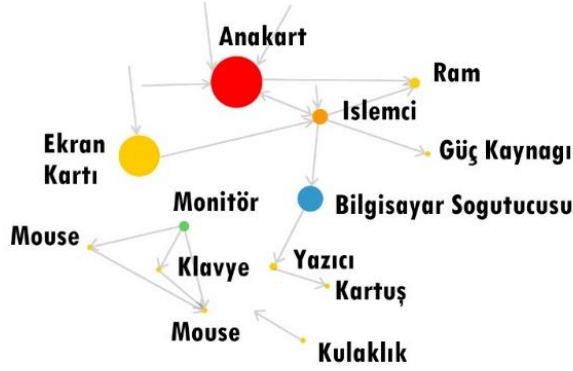 Anakart
Ram
Islemci
Ekran
Kartı
Güç Kaynagı
Monitör
Bilgisayar Sogutucusu
Mouse
Klavye
Yazıcı
Kartuş
Mouse
Kulaklık